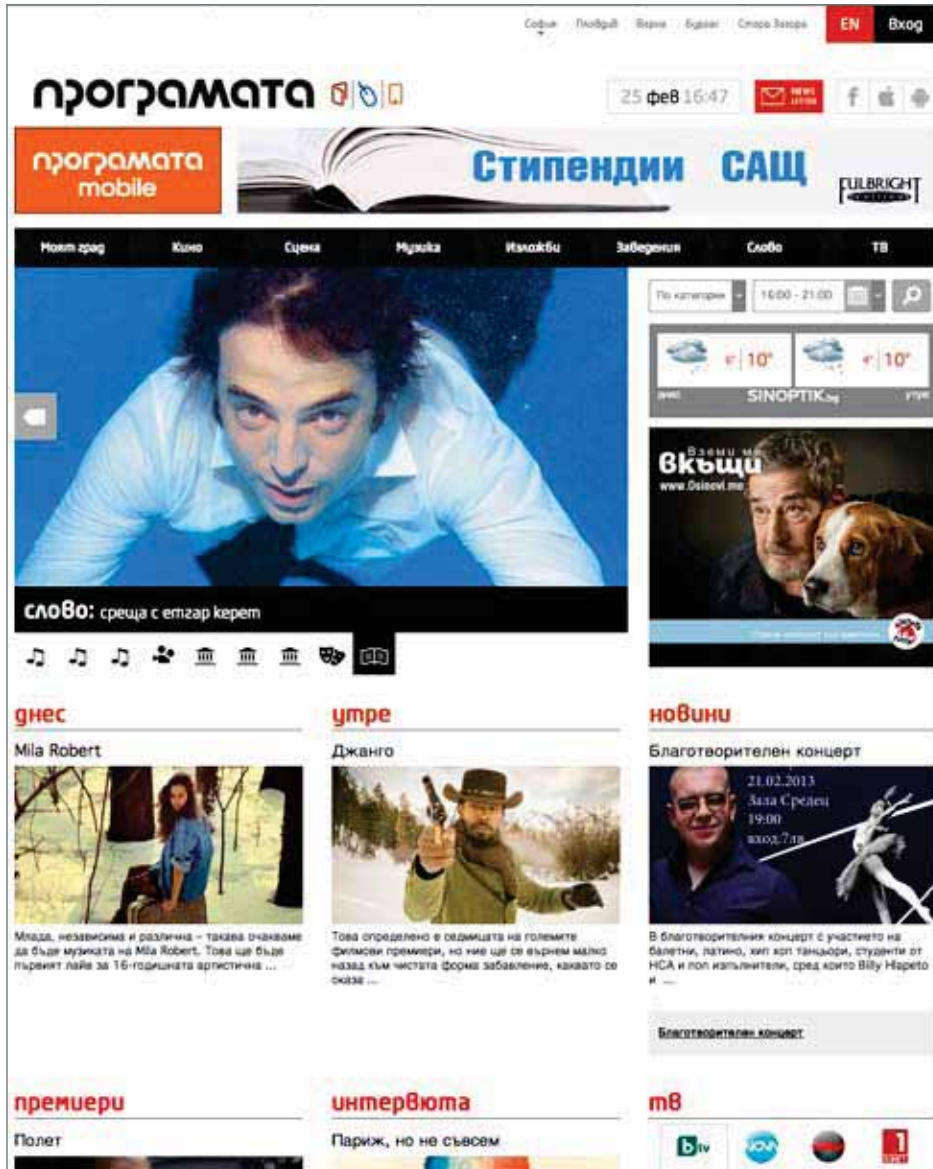 София Пловдив Варна Бургас Стара Загора EN Вход
програмата
25 фев 16:47 NEWS LETTER
програмата
mobile
Стипендии САЩ
FULBRIGHT
Моят град Кино Сцена Музика Изложби Заведения Слово ТВ
По категории 16:00 - 21:00
10° 10°
днес SINOPTIK.bg утре
Вземи ме
вкъщи
www.Osinovi.me
слово: среща с етгар керет
днес
Mila Robert
Млада, независима и различна – такава очакваме
да бъде музиката на Mila Robert. Това ще бъде
първият лайв за 16-годишната артистична ...
утре
Джанго
Това определено е седмицата на големите
филмови премиери, но ние ще се върнем малко
назад към чистата форма забавление, каквато се
оказа ...
новини
Благотворителен концерт
21.02.2013
Зала Средец
19:00
вход.7лв
В благотворителния концерт с участието на
балетни, латино, хип хоп танцьори, студенти от
НСА и поп изпълнители, сред които Billy Hlapeto
и ...
Благотворителен концерт
премиери
Полет
интервюта
Париж, но не съвсем
тв
btv NOVA 1